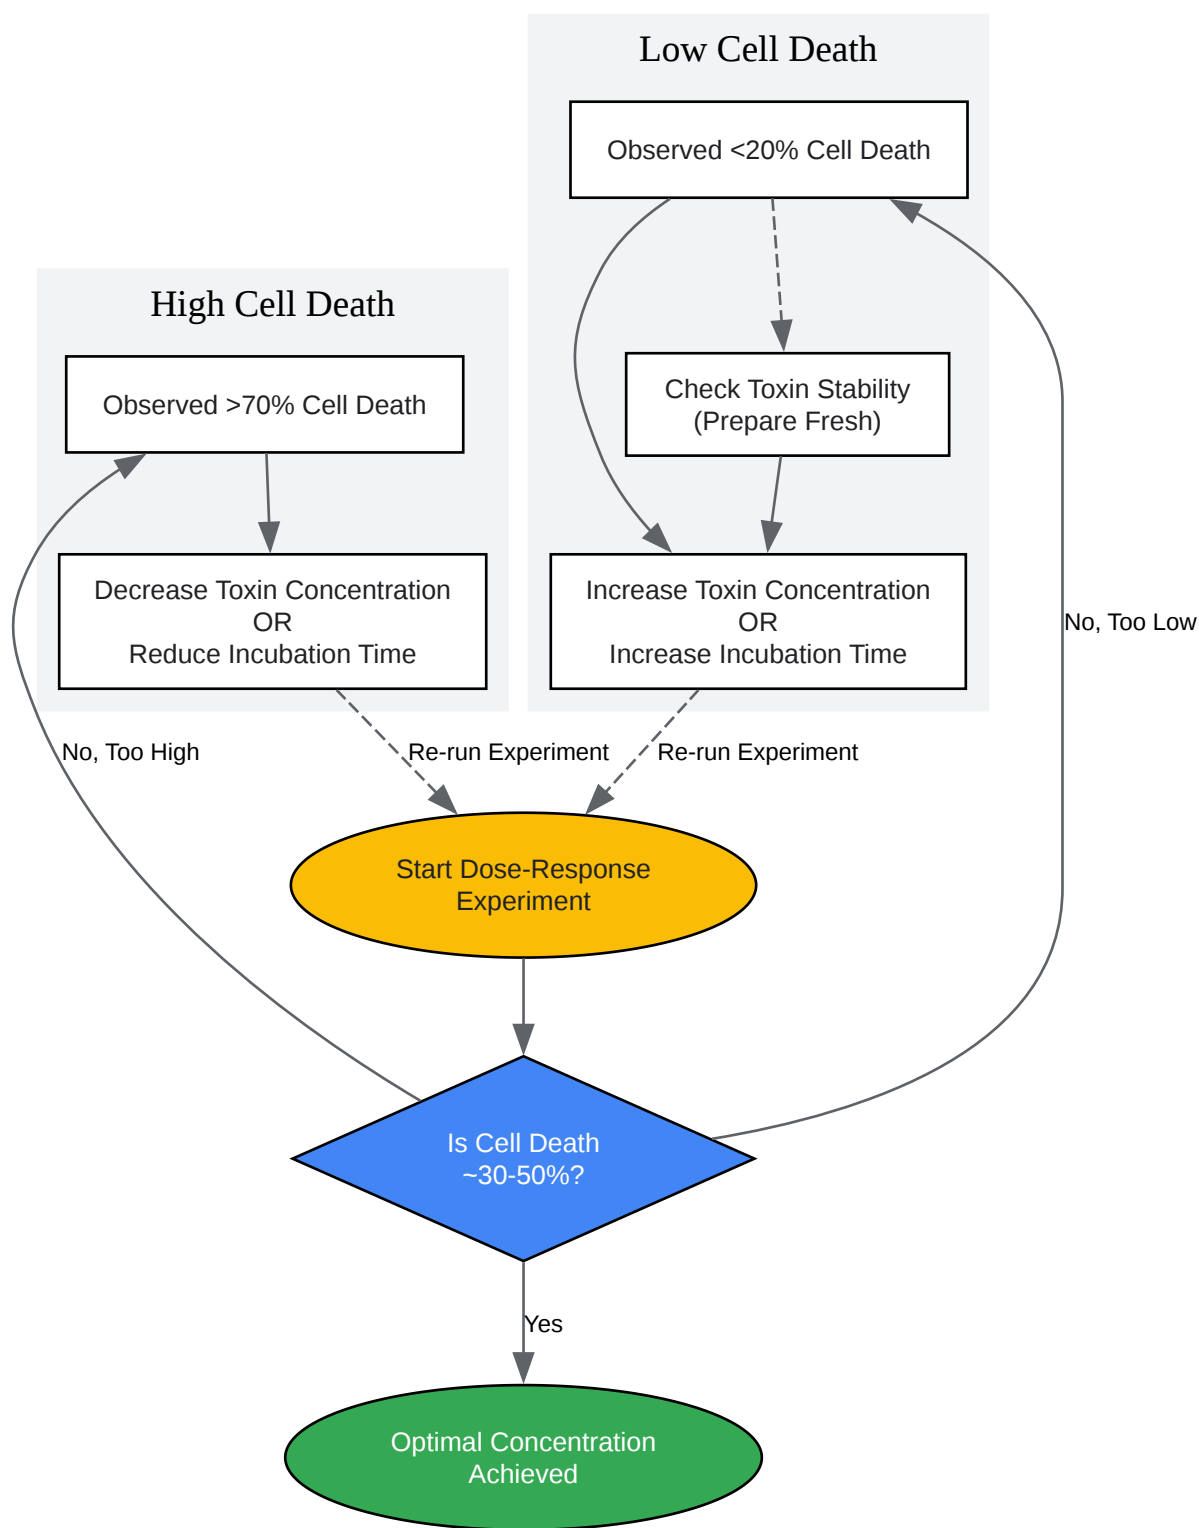 Low Cell Death
Observed <20% Cell Death
High Cell Death
Observed >70% Cell Death
Check Toxin Stability
(Prepare Fresh)
Decrease Toxin Concentration
OR
Reduce Incubation Time
Increase Toxin Concentration
OR
Increase Incubation Time
No, Too Low
No, Too High
Re-run Experiment
Re-run Experiment
Start Dose-Response
Experiment
Is Cell Death
~30-50%?
Yes
Optimal Concentration
Achieved